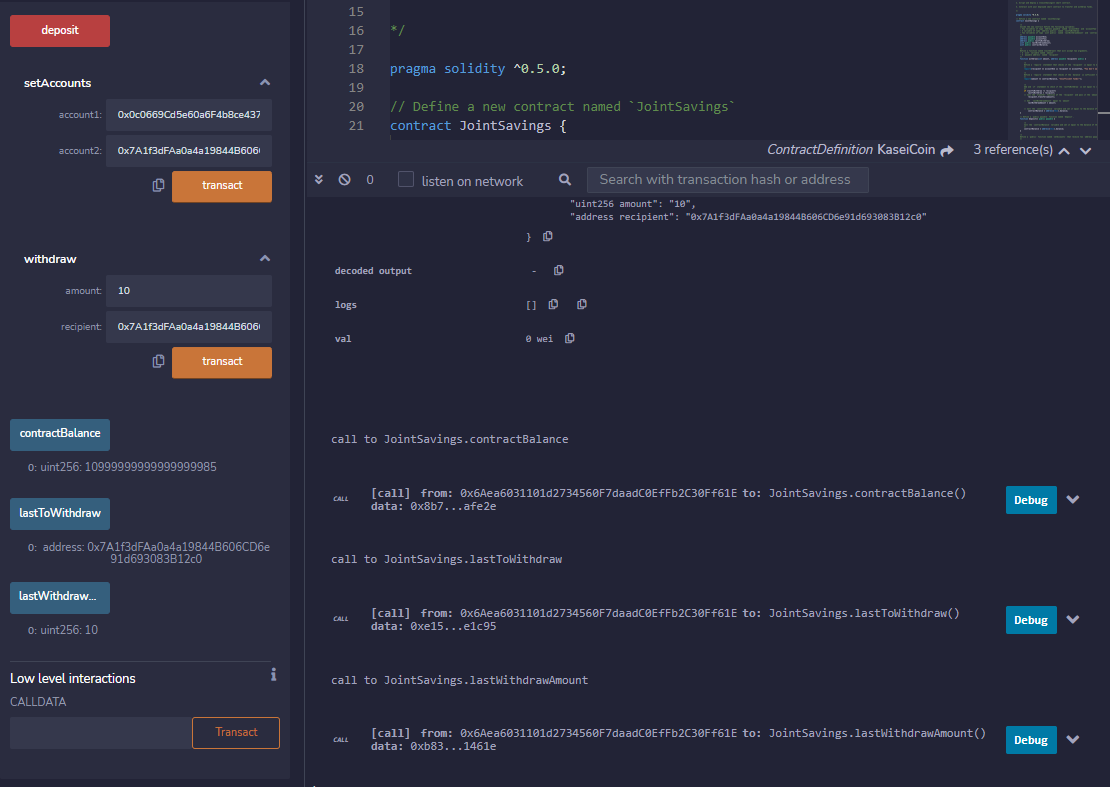 deposit
setAccounts
account1: 0x0c0669Cd5e60a6F4b8ce437
account2: 0x7A1f3dFAa0a4a19844B606
transact
withdraw
amount: 10
recipient: 0x7A1f3dFAa0a4a19844B606
transact
contractBalance
0: uint256: 10999999999999999985
lastToWithdraw
0: address: 0x7A1f3dFAa0a4a19844B606CD6e
91d693083B12c0
lastWithdraw...
0: uint256: 10
Low level interactions
CALLDATA
Transact
15
16 */
17
18 pragma solidity ^0.5.0;
19
20 // Define a new contract named `JointSavings`
21 contract JointSavings {
ContractDefinition KaseiCoin 3 reference(s)
0 listen on network Search with transaction hash or address
"uint256 amount": "10",
"address recipient": "0x7A1f3dFAa0a4a19844B606CD6e91d693083B12c0"
}
decoded output -
logs []
val 0 wei
call to JointSavings.contractBalance
CALL [call] from: 0x6Aea6031101d2734560F7daadC0EfFb2C30Ff61E to: JointSavings.contractBalance()
data: 0x8b7...afe2e
Debug
call to JointSavings.lastToWithdraw
CALL [call] from: 0x6Aea6031101d2734560F7daadC0EfFb2C30Ff61E to: JointSavings.lastToWithdraw()
data: 0xe15...e1c95
Debug
call to JointSavings.lastWithdrawAmount
CALL [call] from: 0x6Aea6031101d2734560F7daadC0EfFb2C30Ff61E to: JointSavings.lastWithdrawAmount()
data: 0xb83...1461e
Debug